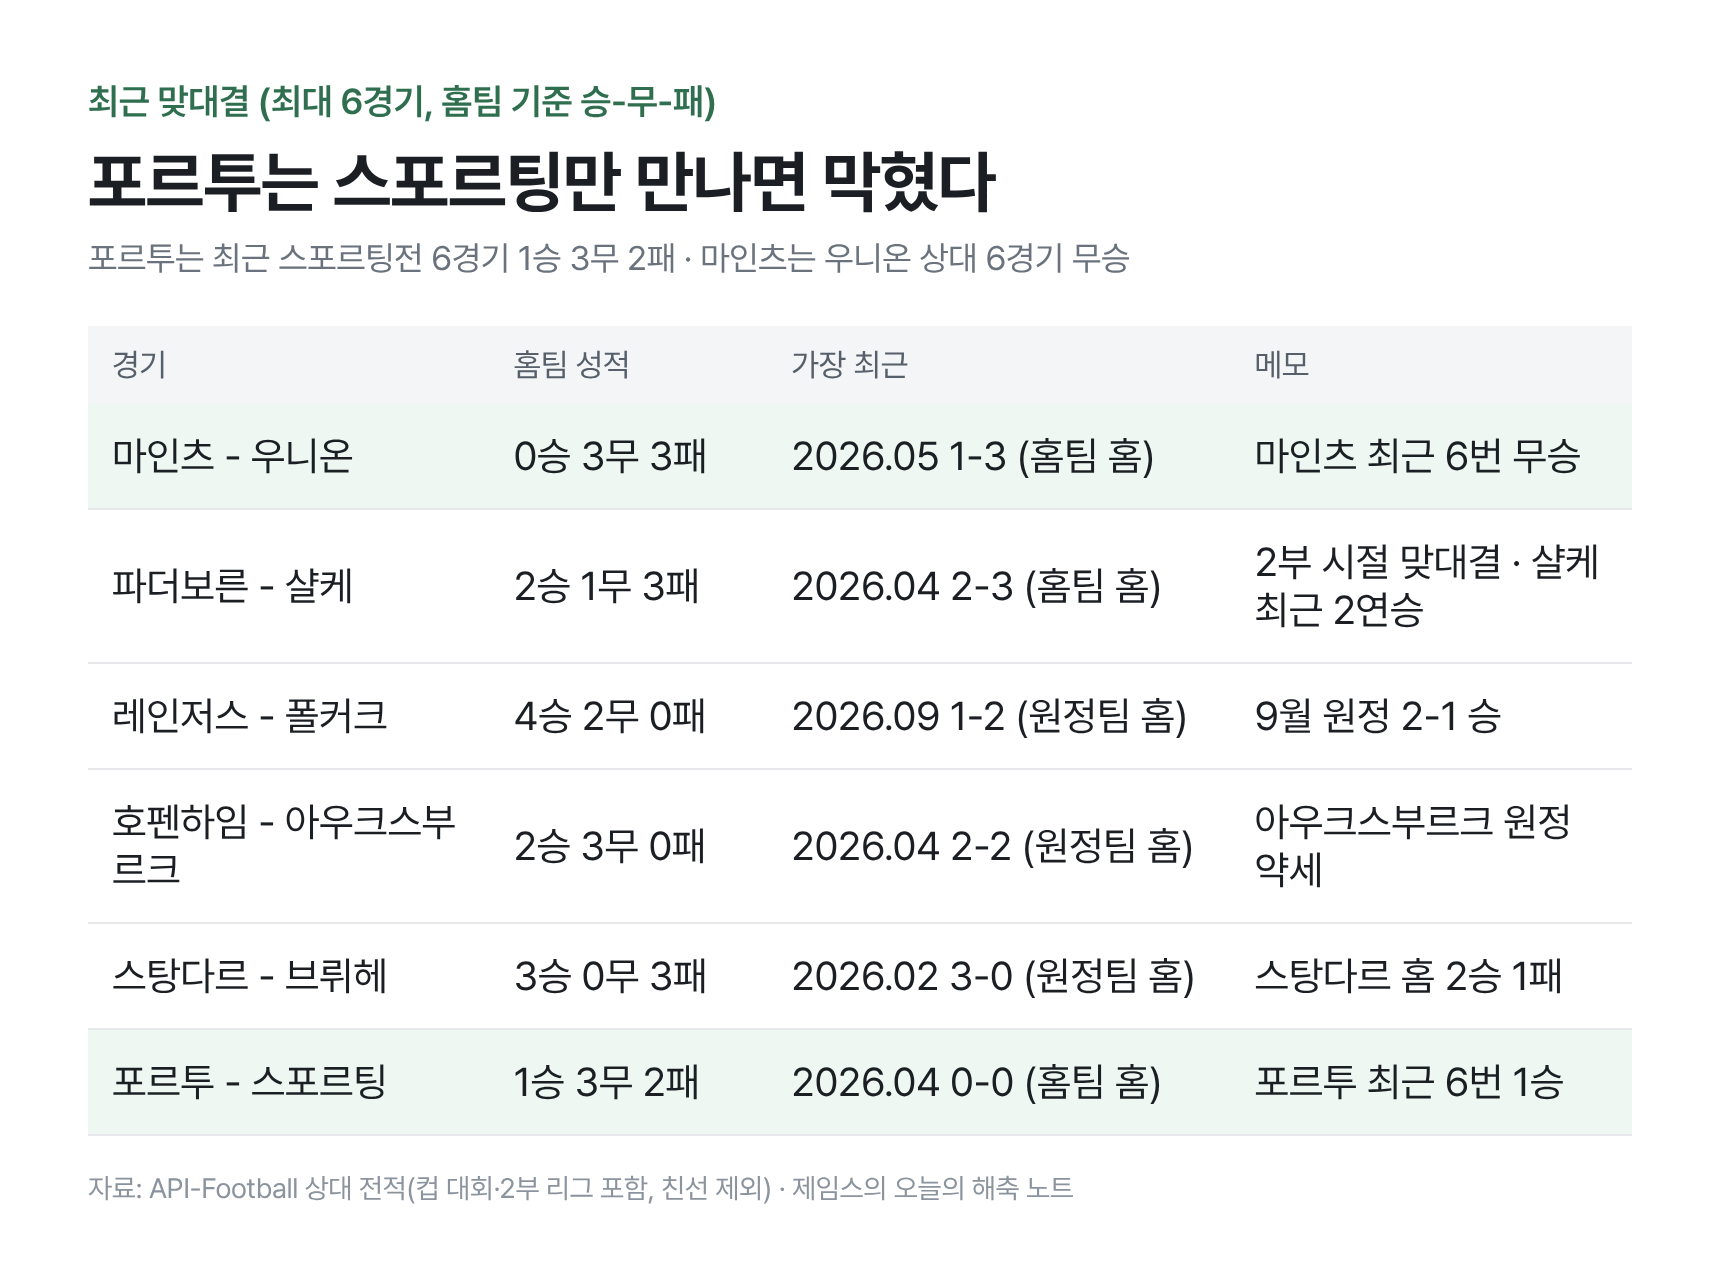 최근 맞대결 (최대 6경기, 홈팀 기준 승-무-패)
포르투는 스포르팅만 만나면 막혔다
포르투는 최근 스포르팅전 6경기 1승 3무 2패 · 마인츠는 우니온 상대 6경기 무승
경기 홈팀 성적 가장 최근 메모
마인츠 - 우니온 0승 3무 3패 2026.05 1-3 (홈팀 홈) 마인츠 최근 6번 무승
파더보른 - 샬케 2승 1무 3패 2026.04 2-3 (홈팀 홈) 2부 시절 맞대결 · 샬케
최근 2연승
레인저스 - 폴커크 4승 2무 0패 2026.09 1-2 (원정팀 홈) 9월 원정 2-1 승
호펜하임 - 아우크스부
르크 2승 3무 0패 2026.04 2-2 (원정팀 홈) 아우크스부르크 원정
약세
스탕다르 - 브뤼헤 3승 0무 3패 2026.02 3-0 (원정팀 홈) 스탕다르 홈 2승 1패
포르투 - 스포르팅 1승 3무 2패 2026.04 0-0 (홈팀 홈) 포르투 최근 6번 1승
자료: API-Football 상대 전적(컵 대회·2부 리그 포함, 친선 제외) · 제임스의 오늘의 해축 노트